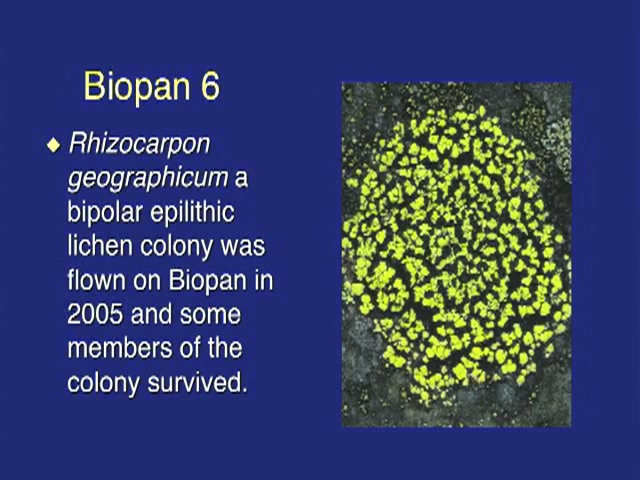 Biopan 6
Rhizocarpon
geographicum a
bipolar epilithic
lichen colony was
flown on Biopan in
2005 and some
members of the
colony survived.